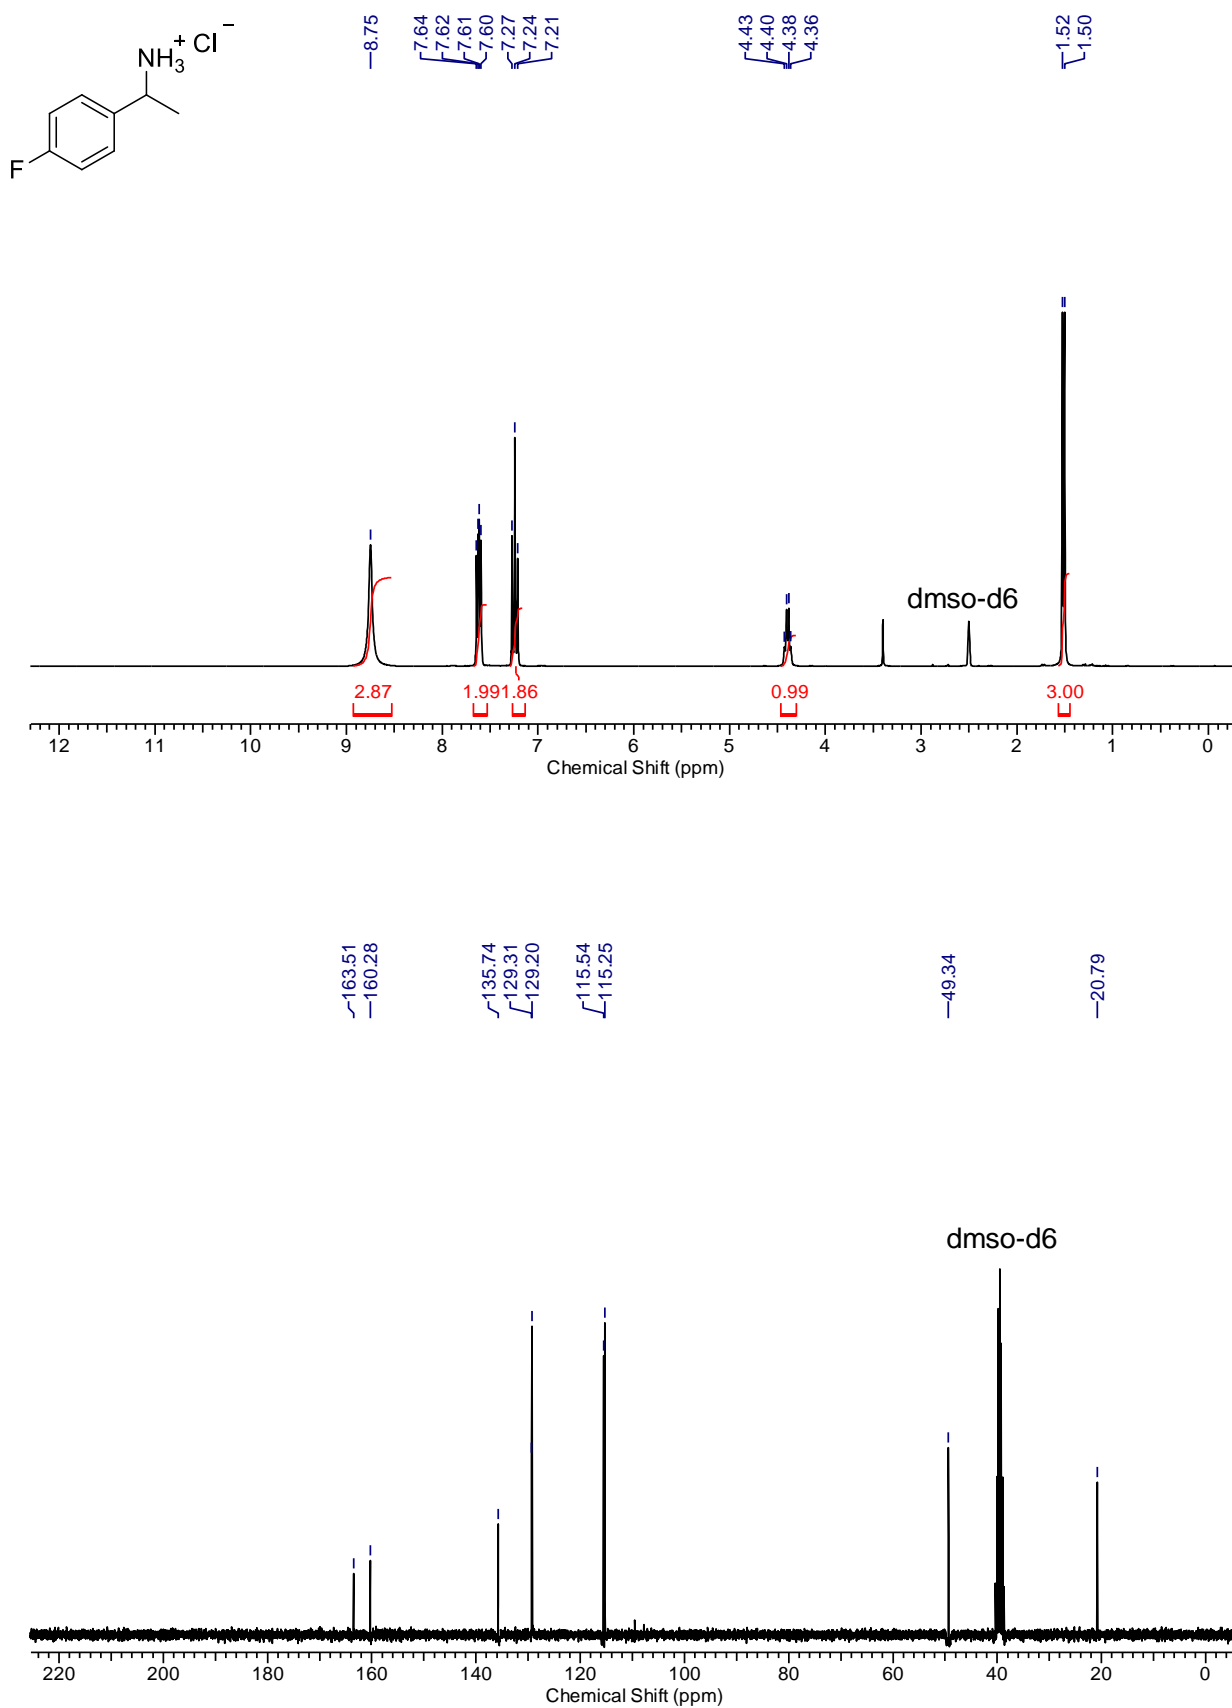 NH3+ Cl−
F
8.75
7.64
7.62
7.61
7.60
7.27
7.24
7.21
4.43
4.40
4.38
4.36
1.52
1.50
dmso-d6
2.87 1.99 1.86 0.99 3.00
12 11 10 9 8 7 6 5 4 3 2 1 0
Chemical Shift (ppm)
163.51
160.28
135.74
129.31
129.20
115.54
115.25
49.34
20.79
dmso-d6
220 200 180 160 140 120 100 80 60 40 20 0
Chemical Shift (ppm)